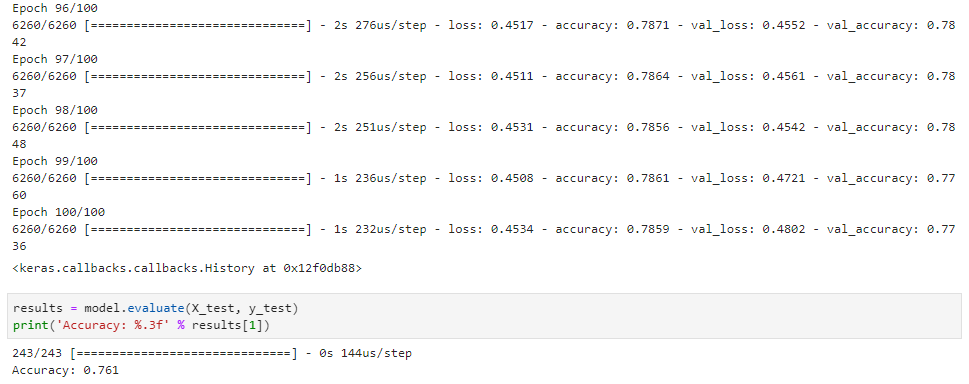 Epoch 96/100
6260/6260 [==============================] - 2s 276us/step - loss: 0.4517 - accuracy: 0.7871 - val_loss: 0.4552 - val_accuracy: 0.78
42
Epoch 97/100
6260/6260 [==============================] - 2s 256us/step - loss: 0.4511 - accuracy: 0.7864 - val_loss: 0.4561 - val_accuracy: 0.78
37
Epoch 98/100
6260/6260 [==============================] - 2s 251us/step - loss: 0.4531 - accuracy: 0.7856 - val_loss: 0.4542 - val_accuracy: 0.78
48
Epoch 99/100
6260/6260 [==============================] - 1s 236us/step - loss: 0.4508 - accuracy: 0.7861 - val_loss: 0.4721 - val_accuracy: 0.77
60
Epoch 100/100
6260/6260 [==============================] - 1s 232us/step - loss: 0.4534 - accuracy: 0.7859 - val_loss: 0.4802 - val_accuracy: 0.77
36
<keras.callbacks.callbacks.History at 0x12f0db88>
results = model.evaluate(X_test, y_test)
print('Accuracy: %.3f' % results[1])
243/243 [==============================] - 0s 144us/step
Accuracy: 0.761